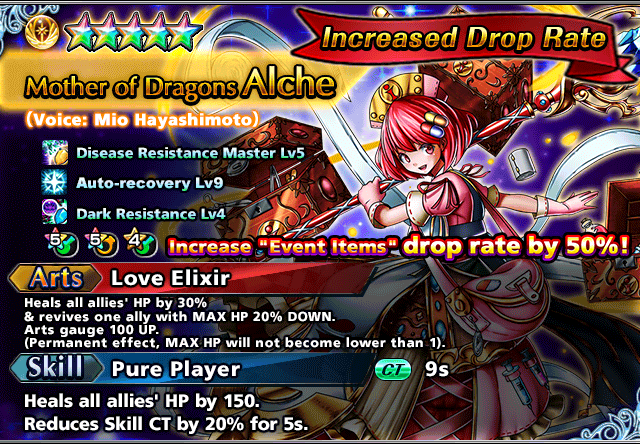 Increased Drop Rate
Mother of Dragons Alche
(Voice: Mio Hayashimoto)
Disease Resistance Master Lv5
Auto-recovery Lv9
Dark Resistance Lv4
5 5 4
Increase "Event Items" drop rate by 50%!
Arts Love Elixir
Heals all allies' HP by 30%
& revives one ally with MAX HP 20% DOWN.
Arts gauge 100 UP.
(Permanent effect, MAX HP will not become lower than 1).
Skill Pure Player CT 9s
Heals all allies' HP by 150.
Reduces Skill CT by 20% for 5s.